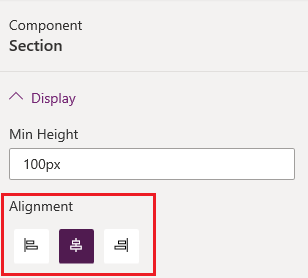 Component
Section
Display
Min Height
100px
Alignment